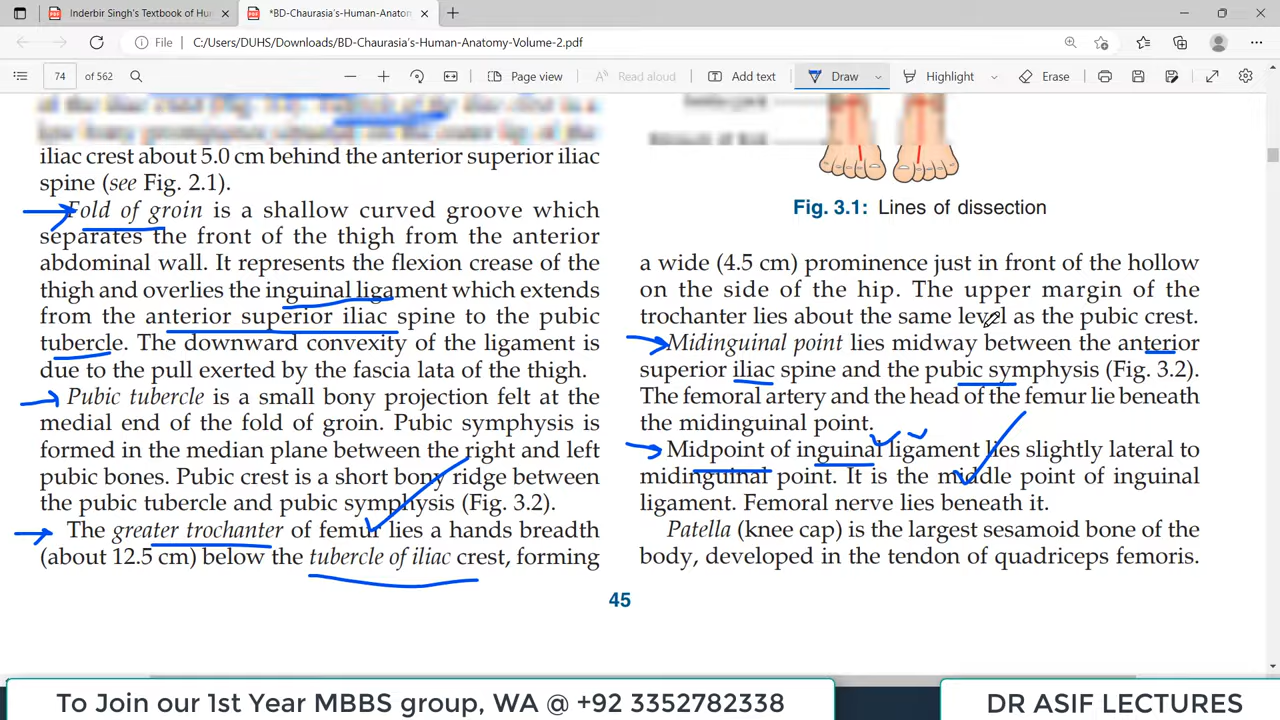 Inderbir Singh's Textbook of Hu
*BD-Chaurasia's-Human-Anatom
File
C:/Users/DUHS/Downloads/BD-Chaurasia's-Human-Anatomy-Volume-2.pdf
74 of 562
Page view
Read aloud
Add text
Draw
Highlight
Erase
iliac crest about 5.0 cm behind the anterior superior iliac
spine (see Fig. 2.1).
Fold of groin is a shallow curved groove which
separates the front of the thigh from the anterior
abdominal wall. It represents the flexion crease of the
thigh and overlies the inguinal ligament which extends
from the anterior superior iliac spine to the pubic
tubercle. The downward convexity of the ligament is
due to the pull exerted by the fascia lata of the thigh.
Pubic tubercle is a small bony projection felt at the
medial end of the fold of groin. Pubic symphysis is
formed in the median plane between the right and left
pubic bones. Pubic crest is a short bony ridge between
the pubic tubercle and pubic symphysis (Fig. 3.2).
The greater trochanter of femur lies a hands breadth
(about 12.5 cm) below the tubercle of iliac crest, forming
Fig. 3.1: Lines of dissection
a wide (4.5 cm) prominence just in front of the hollow
on the side of the hip. The upper margin of the
trochanter lies about the same level as the pubic crest.
Midinguinal point lies midway between the anterior
superior iliac spine and the pubic symphysis (Fig. 3.2).
The femoral artery and the head of the femur lie beneath
the midinguinal point.
Midpoint of inguinal ligament lies slightly lateral to
midinguinal point. It is the middle point of inguinal
ligament. Femoral nerve lies beneath it.
Patella (knee cap) is the largest sesamoid bone of the
body, developed in the tendon of quadriceps femoris.
45
To Join our 1st Year MBBS group, WA @ +92 3352782338
DR ASIF LECTURES